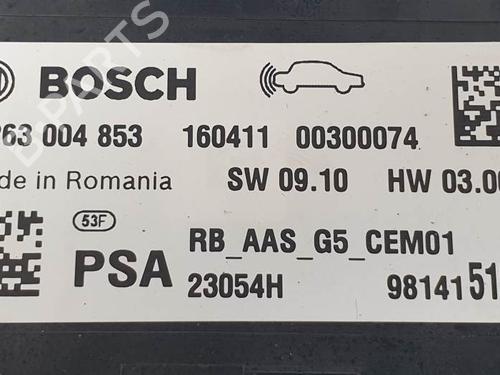 BOSCH
263 004 853 160411 00300074
de in Romania SW 09.10 HW 03.00
53F RB_AAS_G5_CEM01
PSA 23054H 9814151